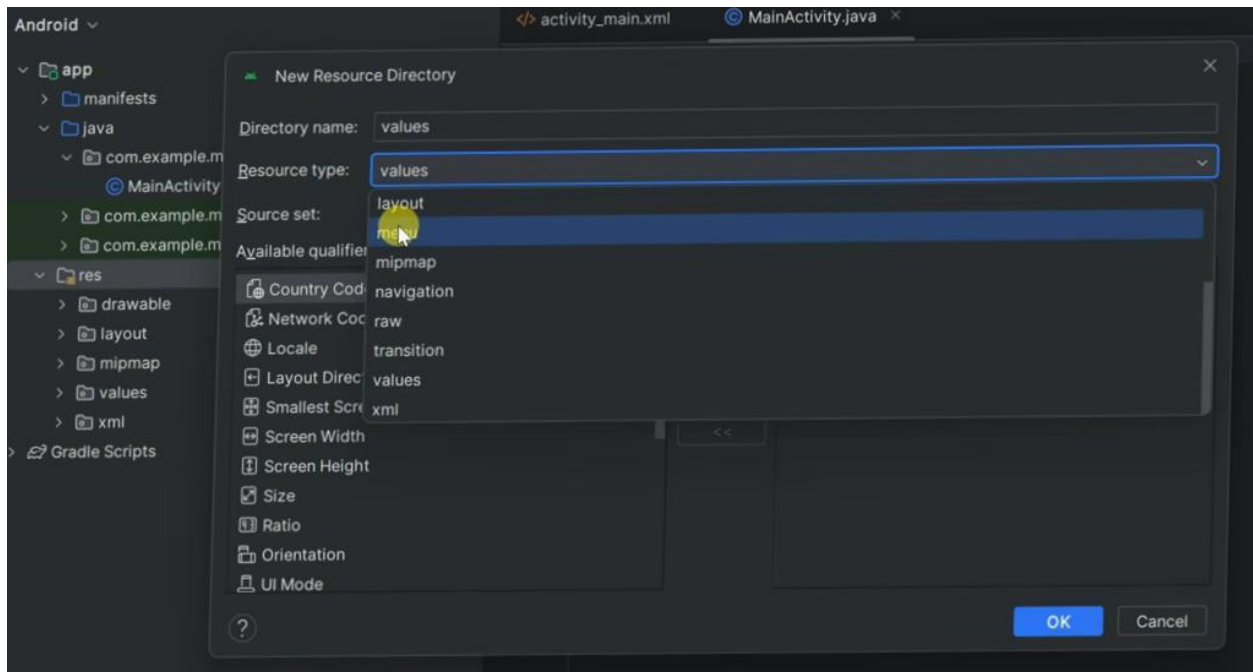 Android
activity_main.xml
MainActivity.java
app
manifests
java
com.example.m
MainActivity
com.example.m
com.example.m
res
drawable
layout
mipmap
values
xml
Gradle Scripts
New Resource Directory
Directory name: values
Resource type: values
Source set:
Available qualifie
layout
menu
mipmap
navigation
raw
transition
values
xml
Country Cod
Network Coc
Locale
Layout Direc
Smallest Scre
Screen Width
Screen Height
Size
Ratio
Orientation
UI Mode
<<
?
OK
Cancel